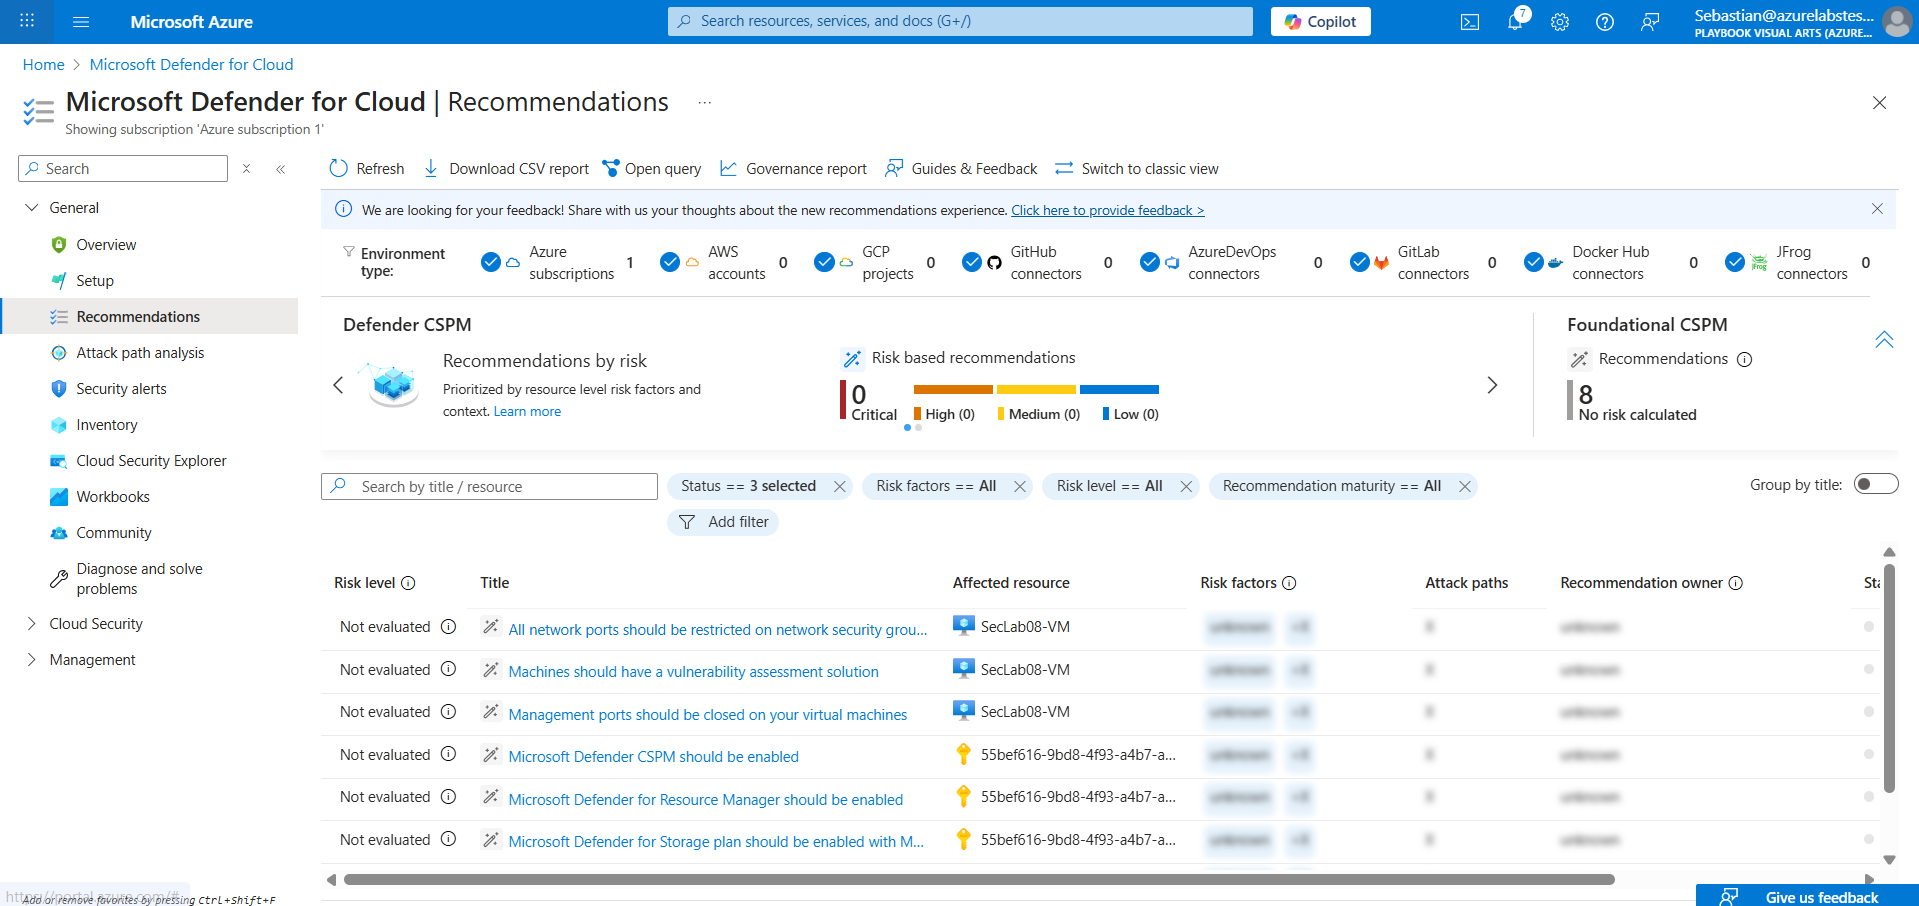 Microsoft Azure
Search resources, services, and docs (G+/)
Copilot
7
Sebastian@azurelabstes...
PLAYBOOK VISUAL ARTS (AZURE...
Home > Microsoft Defender for Cloud
Microsoft Defender for Cloud | Recommendations ...
Showing subscription 'Azure subscription 1'
Search
General
Overview
Setup
Recommendations
Attack path analysis
Security alerts
Inventory
Cloud Security Explorer
Workbooks
Community
Diagnose and solve
problems
Cloud Security
Management
https://portal.azure.com/#
Add or remove favorites by pressing Ctrl+Shift+F
Refresh Download CSV report Open query Governance report Guides & Feedback Switch to classic view
We are looking for your feedback! Share with us your thoughts about the new recommendations experience. Click here to provide feedback >
Environment
type:
Azure
subscriptions 1
AWS
accounts 0
GCP
projects 0
GitHub
connectors 0
AzureDevOps
connectors 0
GitLab
connectors 0
Docker Hub
connectors 0
JFrog
JFrog
connectors 0
Defender CSPM
Recommendations by risk
Prioritized by resource level risk factors and
context. Learn more
Risk based recommendations
0
Critical High (0) Medium (0) Low (0)
Foundational CSPM
Recommendations
8
No risk calculated
Search by title / resource
Status == 3 selected
Risk factors == All
Risk level == All
Recommendation maturity == All
Add filter
Group by title:
Risk level Title Affected resource Risk factors Attack paths Recommendation owner Sta
Not evaluated All network ports should be restricted on network security grou... SecLab08-VM
Not evaluated Machines should have a vulnerability assessment solution SecLab08-VM
Not evaluated Management ports should be closed on your virtual machines SecLab08-VM
Not evaluated Microsoft Defender CSPM should be enabled 55bef616-9bd8-4f93-a4b7-a...
Not evaluated Microsoft Defender for Resource Manager should be enabled 55bef616-9bd8-4f93-a4b7-a...
Not evaluated Microsoft Defender for Storage plan should be enabled with M... 55bef616-9bd8-4f93-a4b7-a...
Give us feedback